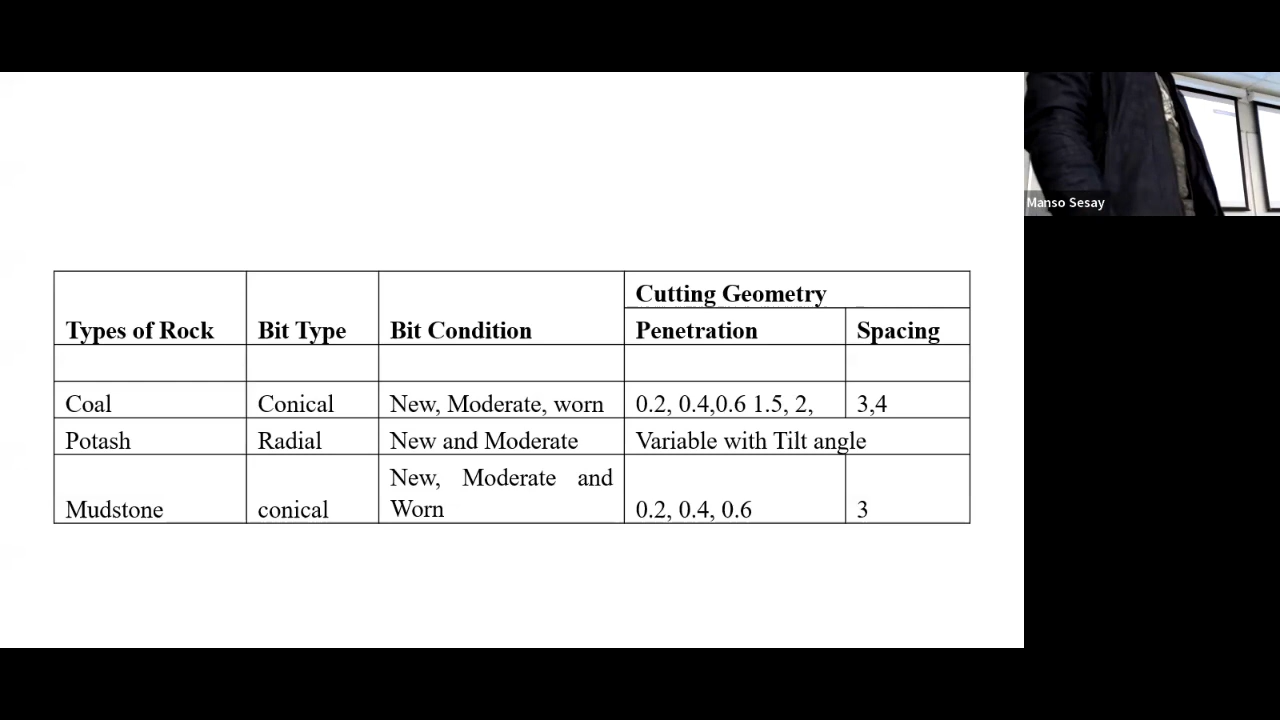 Manso Sesay
Cutting Geometry
Types of Rock Bit Type Bit Condition Penetration Spacing
Coal Conical New, Moderate, worn 0.2, 0.4,0.6 1.5, 2, 3,4
Potash Radial New and Moderate Variable with Tilt angle
New, Moderate and
Mudstone conical Worn 0.2, 0.4, 0.6 3